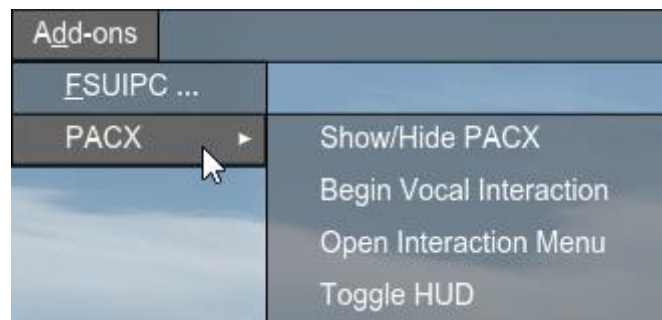 Add-ons
FSUIPC ...
PACX
Show/Hide PACX
Begin Vocal Interaction
Open Interaction Menu
Toggle HUD